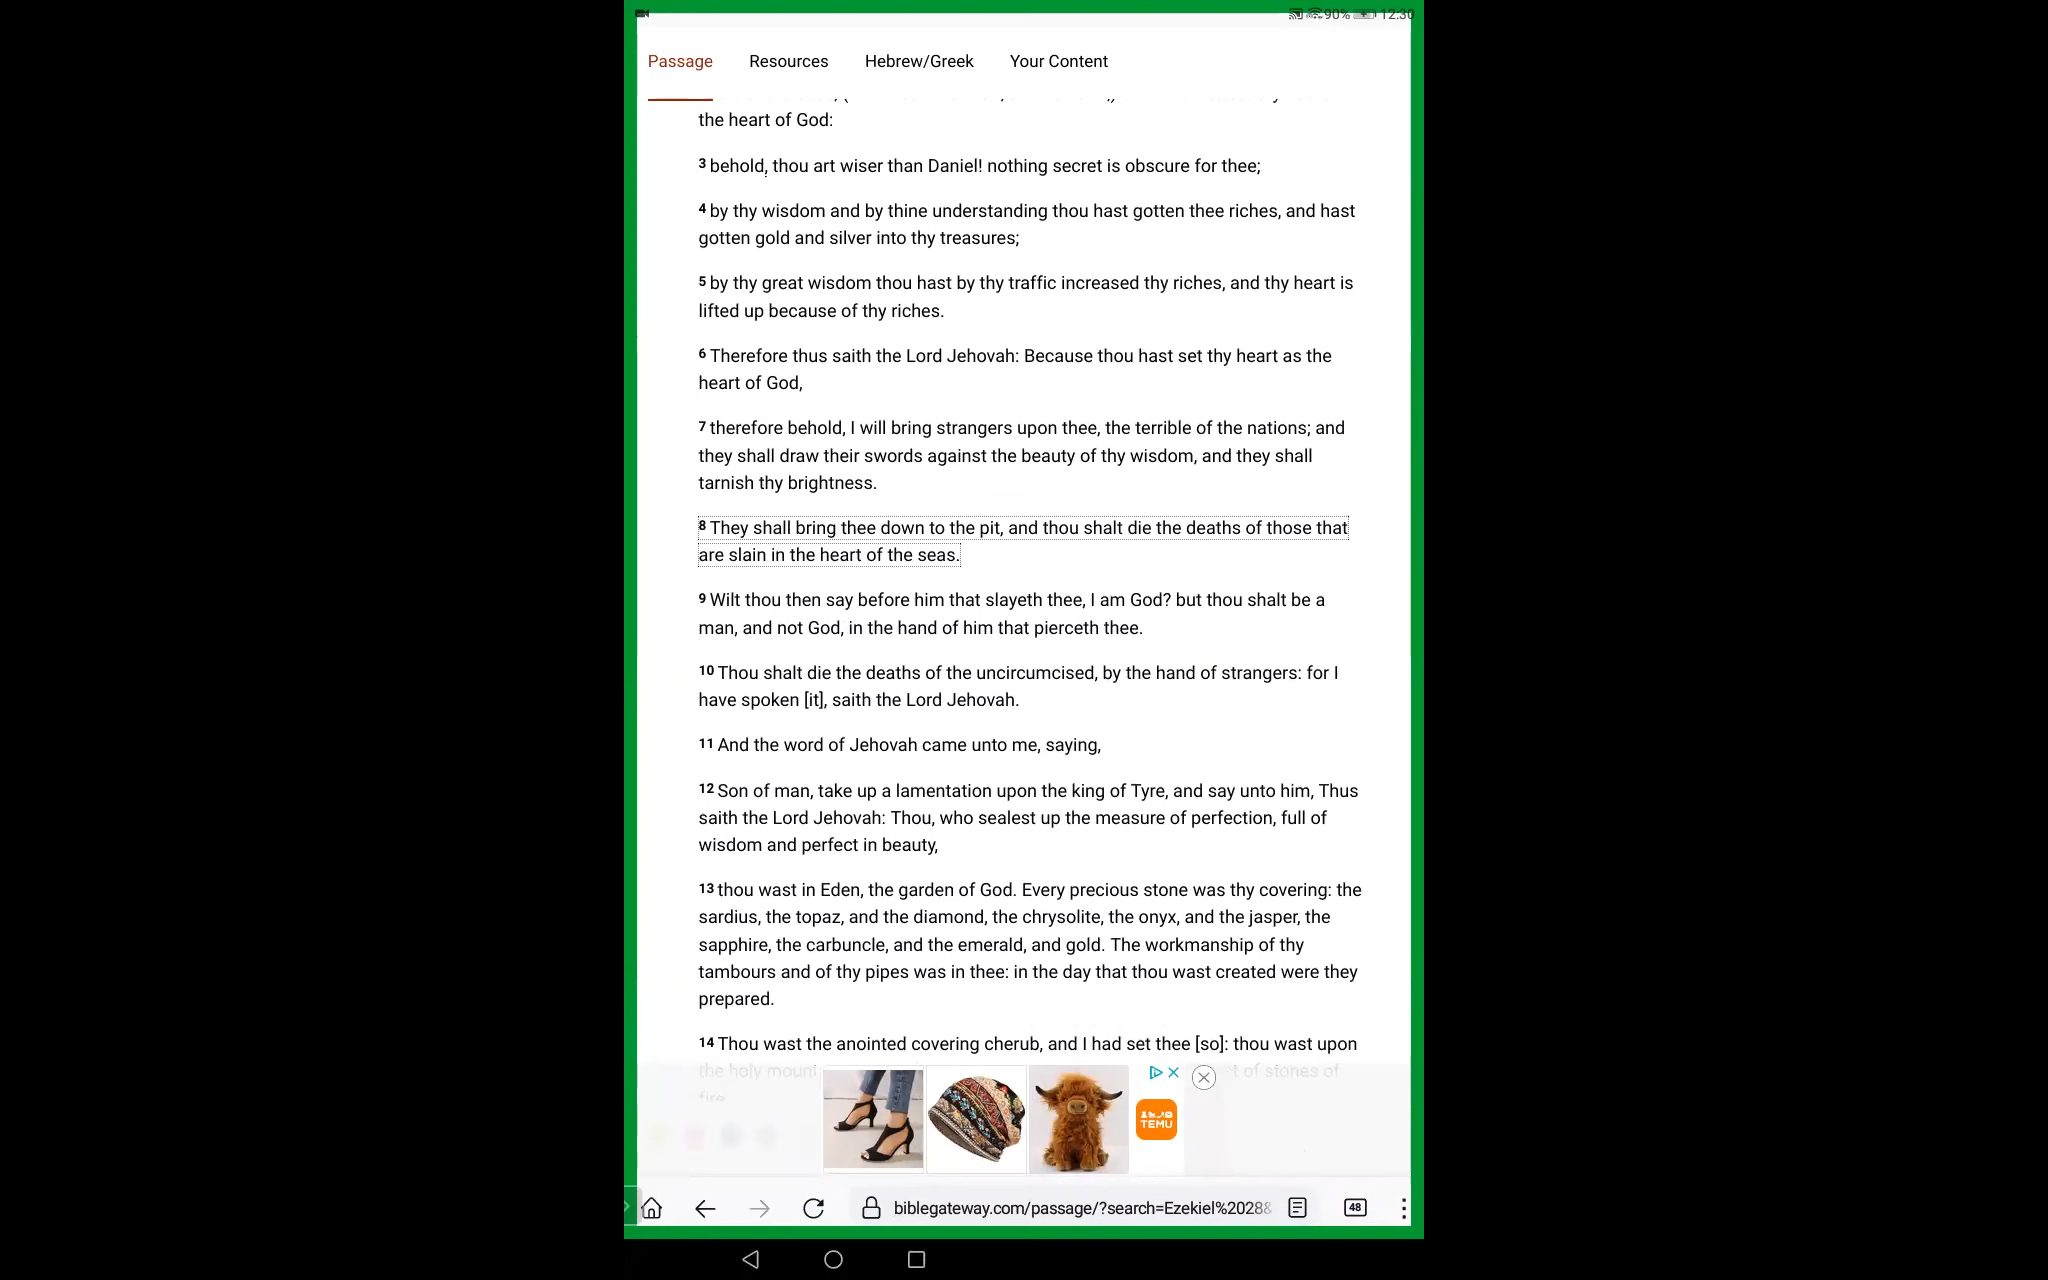 90% 12:30
Passage Resources Hebrew/Greek Your Content
the heart of God:
3 behold, thou art wiser than Daniel! nothing secret is obscure for thee;
4 by thy wisdom and by thine understanding thou hast gotten thee riches, and hast
gotten gold and silver into thy treasures;
5 by thy great wisdom thou hast by thy traffic increased thy riches, and thy heart is
lifted up because of thy riches.
6 Therefore thus saith the Lord Jehovah: Because thou hast set thy heart as the
heart of God,
7 therefore behold, I will bring strangers upon thee, the terrible of the nations; and
they shall draw their swords against the beauty of thy wisdom, and they shall
tarnish thy brightness.
8 They shall bring thee down to the pit, and thou shalt die the deaths of those that
are slain in the heart of the seas.
9 Wilt thou then say before him that slayeth thee, I am God? but thou shalt be a
man, and not God, in the hand of him that pierceth thee.
10 Thou shalt die the deaths of the uncircumcised, by the hand of strangers: for I
have spoken [it], saith the Lord Jehovah.
11 And the word of Jehovah came unto me, saying,
12 Son of man, take up a lamentation upon the king of Tyre, and say unto him, Thus
saith the Lord Jehovah: Thou, who sealest up the measure of perfection, full of
wisdom and perfect in beauty,
13 thou wast in Eden, the garden of God. Every precious stone was thy covering: the
sardius, the topaz, and the diamond, the chrysolite, the onyx, and the jasper, the
sapphire, the carbuncle, and the emerald, and gold. The workmanship of thy
tambours and of thy pipes was in thee: in the day that thou wast created were they
prepared.
14 Thou wast the anointed covering cherub, and I had set thee [so]: thou wast upon
the holy mount of stones of
TEMU
biblegateway.com/passage/?search=Ezekiel%2028& 48